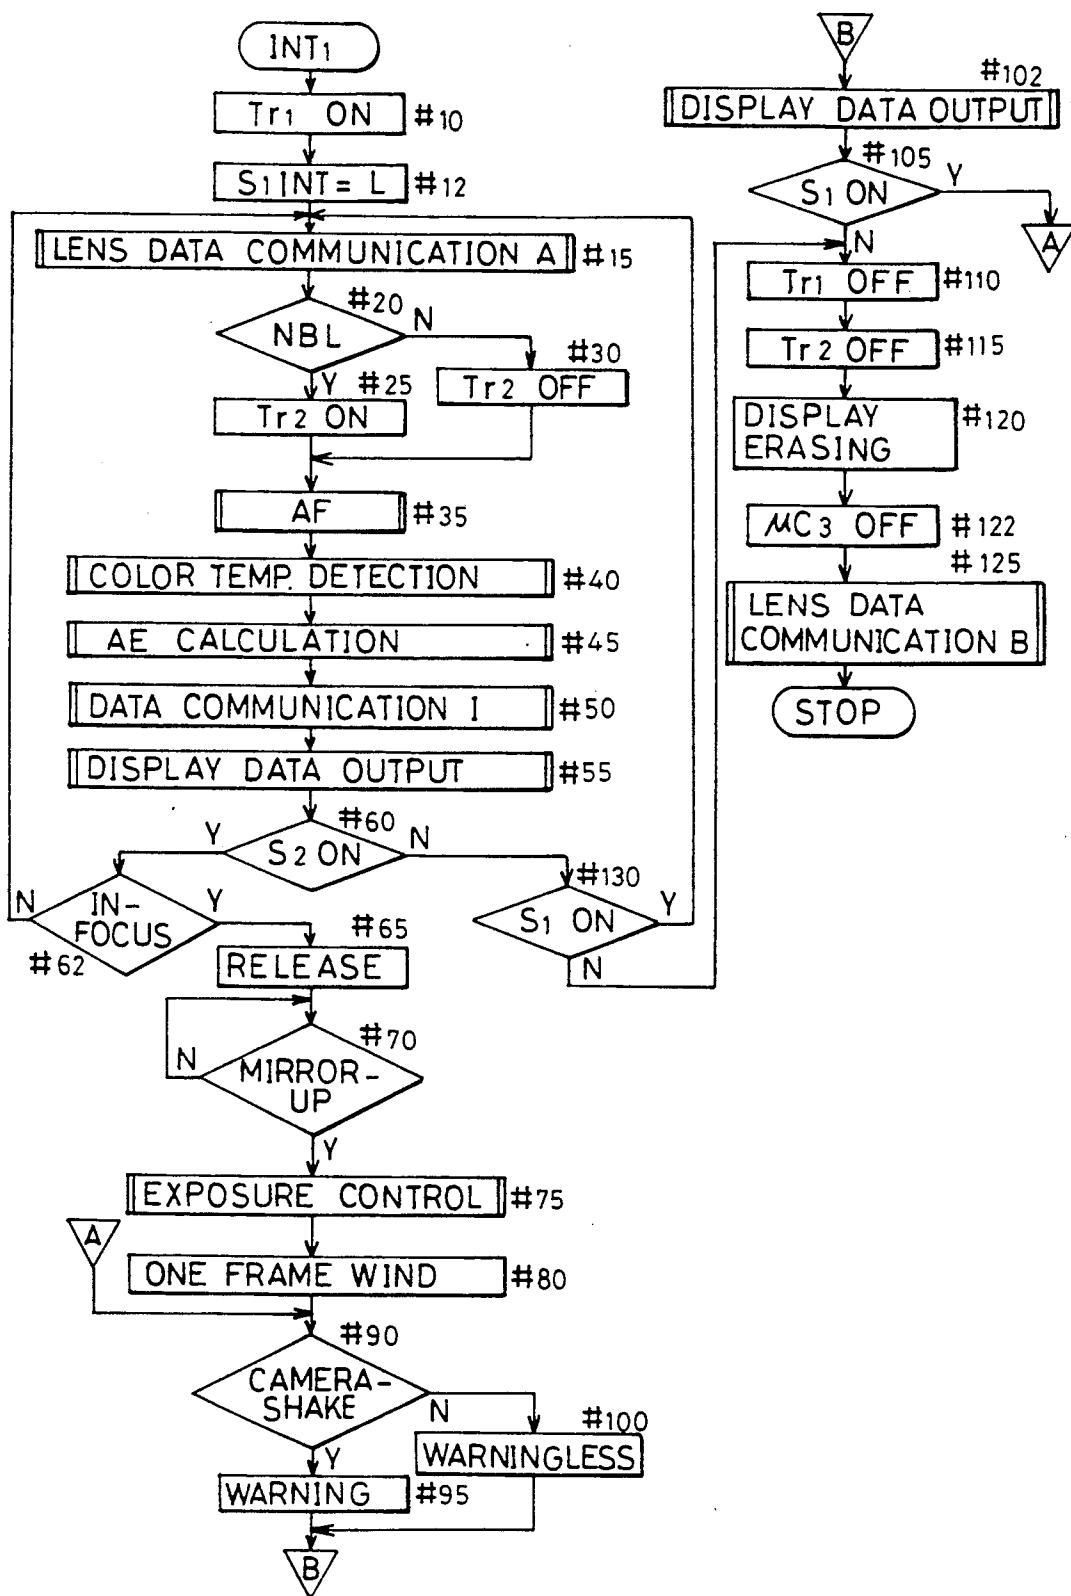 INT1
Tr1 ON #10
S1INT= L #12
LENS DATA COMMUNICATION A #15
#20
NBL
N
Y #25
#30
Tr2 OFF
Tr2 ON
AF #35
COLOR TEMP. DETECTION #40
AE CALCULATION #45
DATA COMMUNICATION I #50
DISPLAY DATA OUTPUT #55
#60
Y
S2 ON
N
#130
N
IN-
FOCUS
Y
#62
S1 ON
Y
N
#65
RELEASE
#70
N
MIRROR-
UP
Y
EXPOSURE CONTROL #75
A
ONE FRAME WIND #80
#90
CAMERA-
SHAKE
N
Y
#100
WARNINGLESS
WARNING #95
B
B
#102
DISPLAY DATA OUTPUT
#105
S1 ON
Y
A
N
Tr1 OFF #110
Tr2 OFF #115
DISPLAY
ERASING
#120
μC3 OFF #122
#125
LENS DATA
COMMUNICATION B
STOP